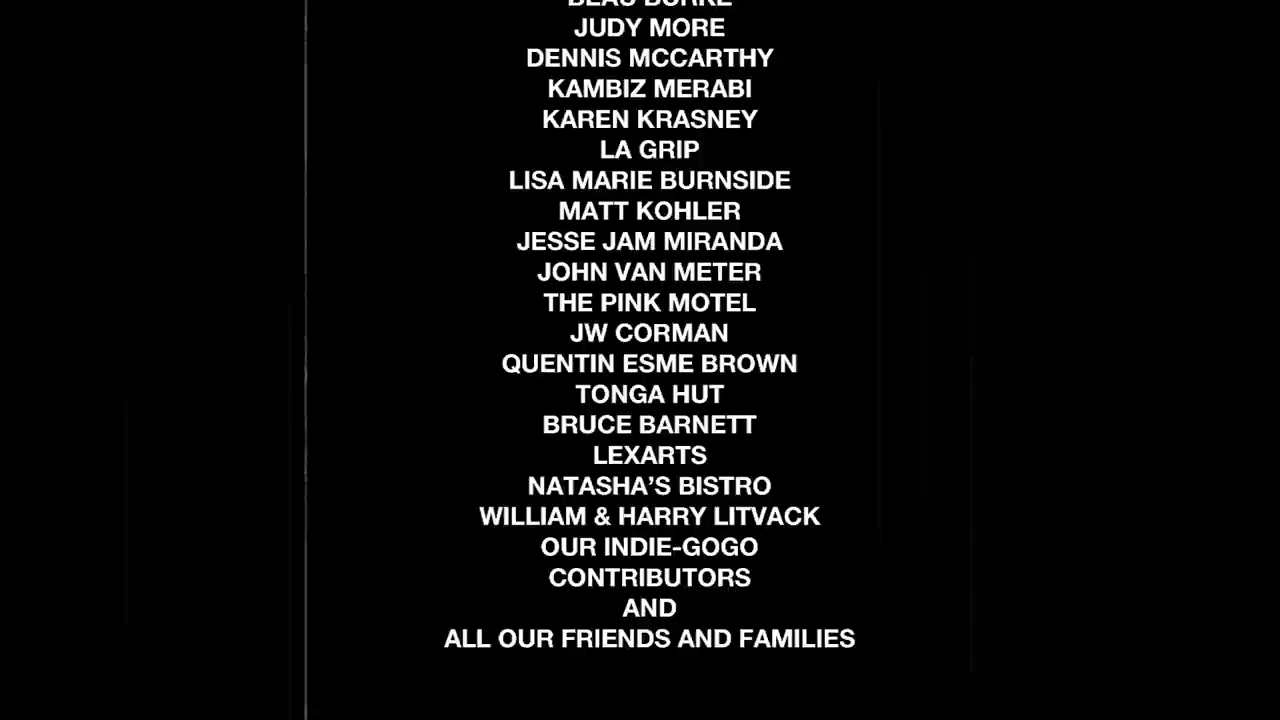 BEAU BURKE
JUDY MORE
DENNIS MCCARTHY
KAMBIZ MERABI
KAREN KRASNEY
LA GRIP
LISA MARIE BURNSIDE
MATT KOHLER
JESSE JAM MIRANDA
JOHN VAN METER
THE PINK MOTEL
JW CORMAN
QUENTIN ESME BROWN
TONGA HUT
BRUCE BARNETT
LEXARTS
NATASHA’S BISTRO
WILLIAM & HARRY LITVACK
OUR INDIE-GOGO
CONTRIBUTORS
AND
ALL OUR FRIENDS AND FAMILIES